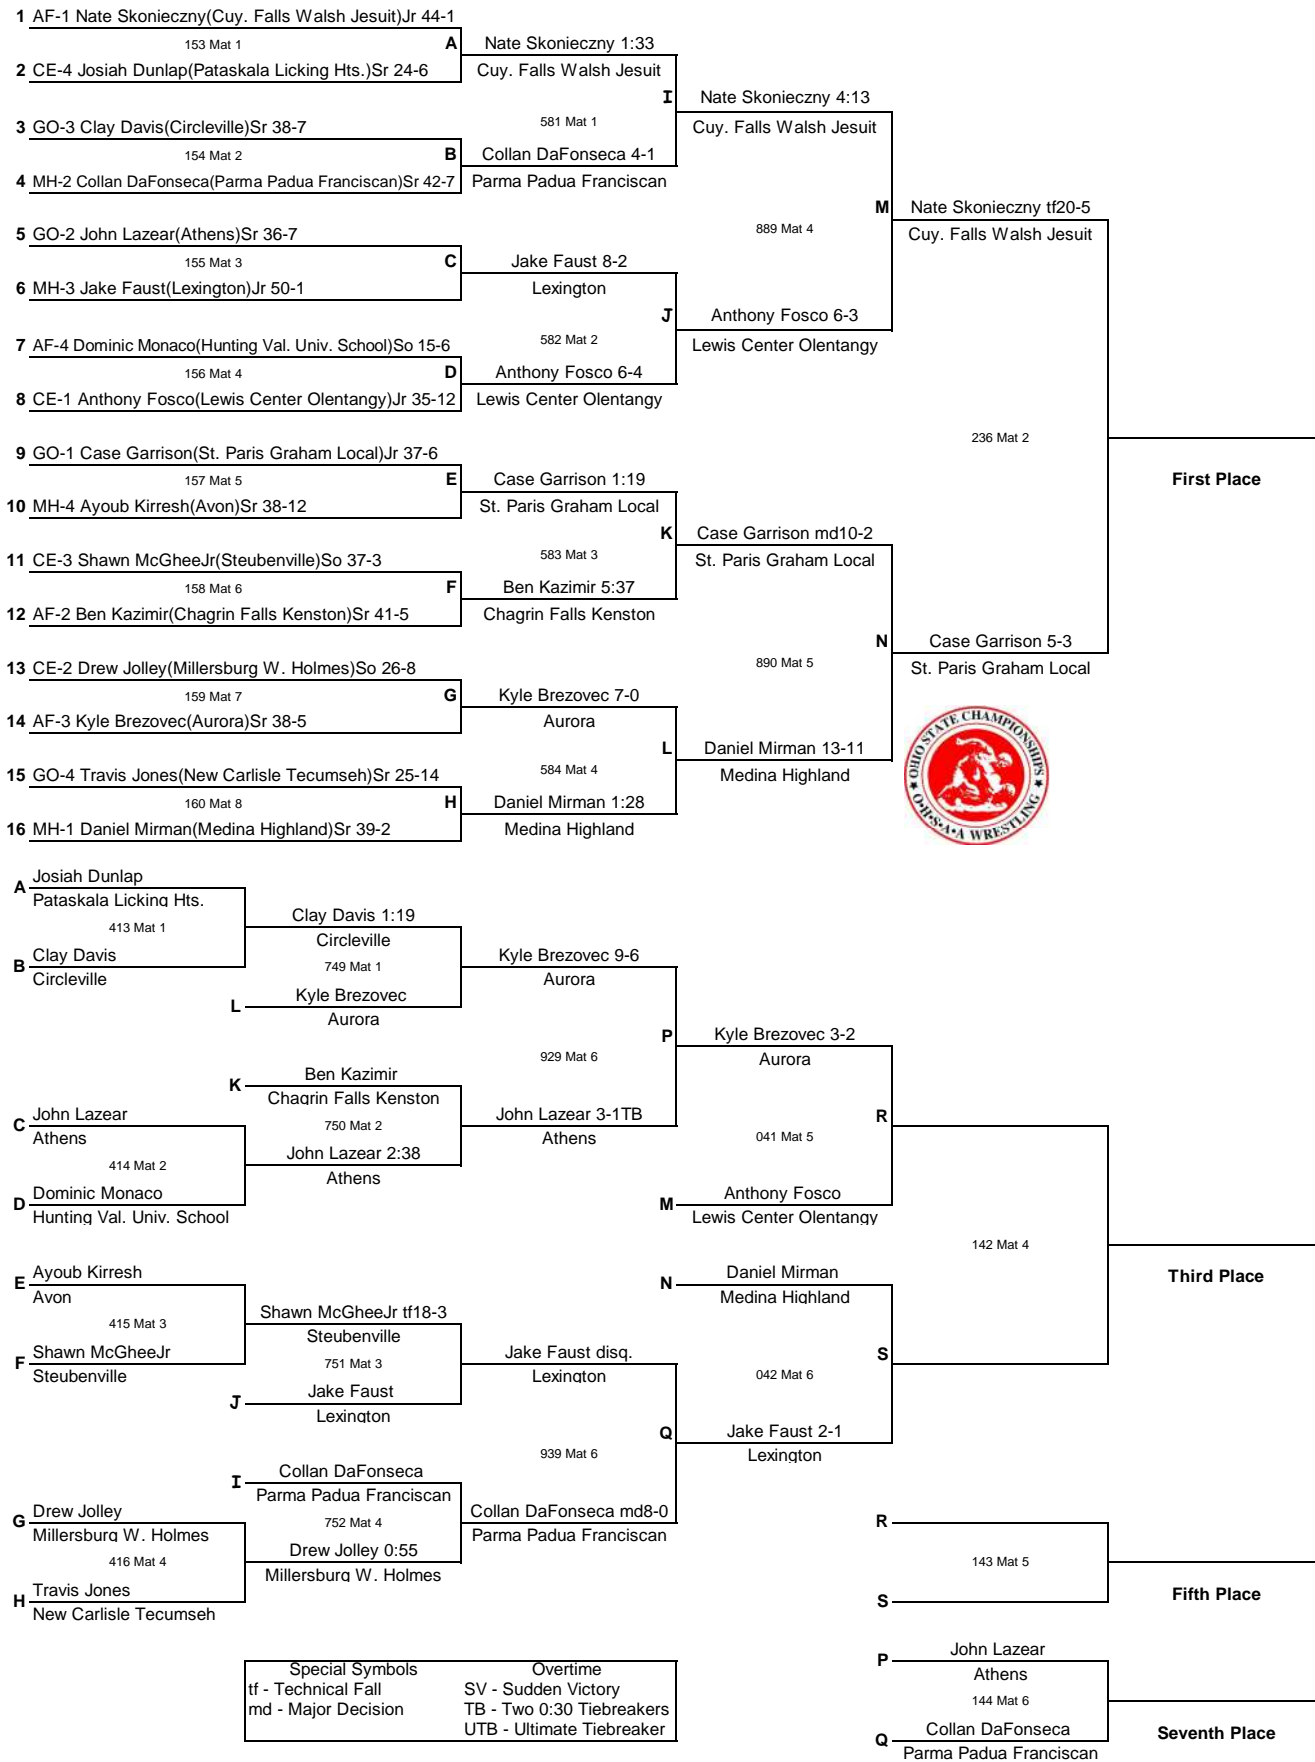 1 AF-1 Nate Skonieczny(Cuy. Falls Walsh Jesuit)Jr 44-1
153 Mat 1
A
2 CE-4 Josiah Dunlap(Pataskala Licking Hts.)Sr 24-6
Nate Skonieczny 1:33
Cuy. Falls Walsh Jesuit
581 Mat 1
I
3 GO-3 Clay Davis(Circleville)Sr 38-7
154 Mat 2
B
4 MH-2 Collan DaFonseca(Parma Padua Franciscan)Sr 42-7
Collan DaFonseca 4-1
Parma Padua Franciscan
Nate Skonieczny 4:13
Cuy. Falls Walsh Jesuit
889 Mat 4
M
5 GO-2 John Lazear(Athens)Sr 36-7
155 Mat 3
C
6 MH-3 Jake Faust(Lexington)Jr 50-1
Jake Faust 8-2
Lexington
582 Mat 2
J
7 AF-4 Dominic Monaco(Hunting Val. Univ. School)So 15-6
156 Mat 4
D
8 CE-1 Anthony Fosco(Lewis Center Olentangy)Jr 35-12
Anthony Fosco 6-4
Lewis Center Olentangy
Anthony Fosco 6-3
Lewis Center Olentangy
Nate Skonieczny tf20-5
Cuy. Falls Walsh Jesuit
236 Mat 2
First Place
9 GO-1 Case Garrison(St. Paris Graham Local)Jr 37-6
157 Mat 5
E
10 MH-4 Ayoub Kirresh(Avon)Sr 38-12
Case Garrison 1:19
St. Paris Graham Local
583 Mat 3
K
11 CE-3 Shawn McGheeJr(Steubenville)So 37-3
158 Mat 6
F
12 AF-2 Ben Kazimir(Chagrin Falls Kenston)Sr 41-5
Ben Kazimir 5:37
Chagrin Falls Kenston
Case Garrison md10-2
St. Paris Graham Local
890 Mat 5
N
13 CE-2 Drew Jolley(Millersburg W. Holmes)So 26-8
159 Mat 7
G
14 AF-3 Kyle Brezovec(Aurora)Sr 38-5
Kyle Brezovec 7-0
Aurora
584 Mat 4
L
15 GO-4 Travis Jones(New Carlisle Tecumseh)Sr 25-14
160 Mat 8
H
16 MH-1 Daniel Mirman(Medina Highland)Sr 39-2
Daniel Mirman 1:28
Medina Highland
Daniel Mirman 13-11
Medina Highland
Case Garrison 5-3
St. Paris Graham Local
OHIO STATE CHAMPIONSHIPS
O·H·S·A·A WRESTLING
A Josiah Dunlap
Pataskala Licking Hts.
413 Mat 1
B Clay Davis
Circleville
Clay Davis 1:19
Circleville
749 Mat 1
L Kyle Brezovec
Aurora
Kyle Brezovec 9-6
Aurora
929 Mat 6
P
K Ben Kazimir
Chagrin Falls Kenston
750 Mat 2
C John Lazear
Athens
414 Mat 2
D Dominic Monaco
Hunting Val. Univ. School
John Lazear 2:38
Athens
John Lazear 3-1TB
Athens
Kyle Brezovec 3-2
Aurora
041 Mat 5
R
M Anthony Fosco
Lewis Center Olentangy
142 Mat 4
Third Place
E Ayoub Kirresh
Avon
415 Mat 3
F Shawn McGheeJr
Steubenville
Shawn McGheeJr tf18-3
Steubenville
751 Mat 3
J Jake Faust
Lexington
Jake Faust disq.
Lexington
939 Mat 6
Q
N Daniel Mirman
Medina Highland
042 Mat 6
S
Jake Faust 2-1
Lexington
I Collan DaFonseca
Parma Padua Franciscan
752 Mat 4
G Drew Jolley
Millersburg W. Holmes
416 Mat 4
H Travis Jones
New Carlisle Tecumseh
Drew Jolley 0:55
Millersburg W. Holmes
Collan DaFonseca md8-0
Parma Padua Franciscan
R
143 Mat 5
S
Fifth Place
P John Lazear
Athens
144 Mat 6
Q Collan DaFonseca
Parma Padua Franciscan
Seventh Place
Special Symbols
tf - Technical Fall
md - Major Decision
Overtime
SV - Sudden Victory
TB - Two 0:30 Tiebreakers
UTB - Ultimate Tiebreaker